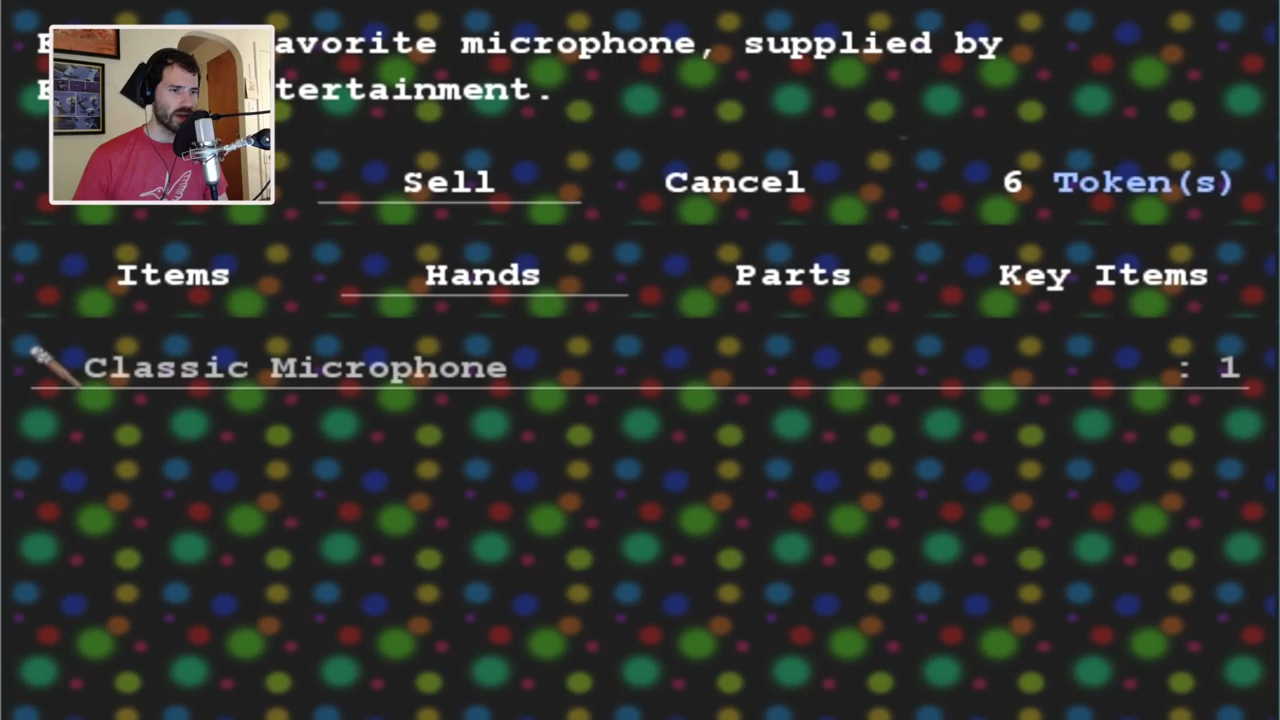 avorite microphone, supplied by
tertainment.
Sell Cancel 6 Token(s)
Items Hands Parts Key Items
Classic Microphone : 1